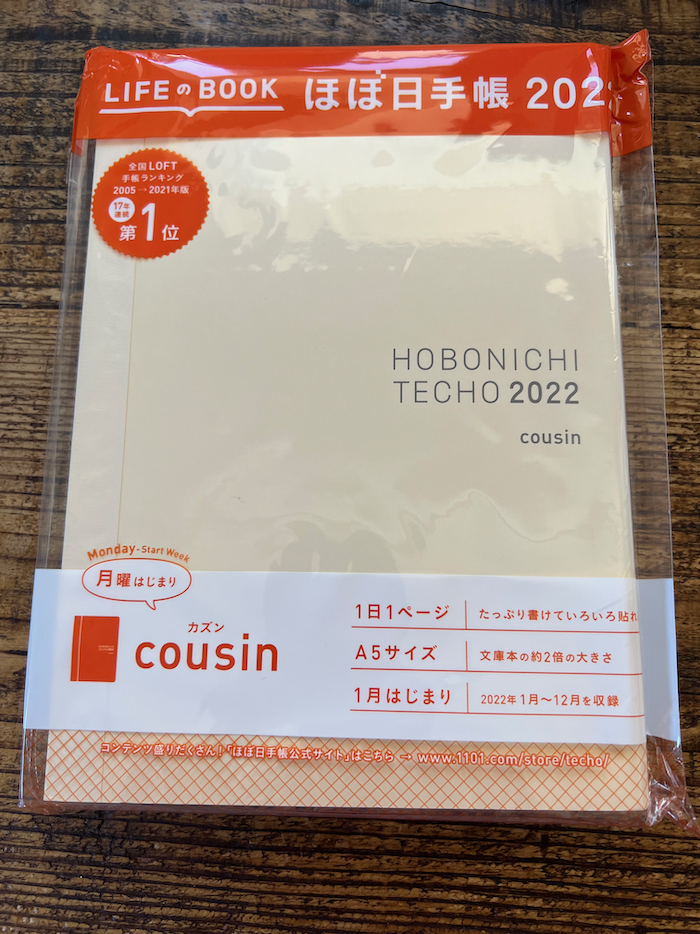 LIFEのBOOK ほぼ日手帳 202
全国LOFT
手帳ランキング
2005→2021年版
17年連続
第1位
HOBONICHI
TECHO 2022
cousin
Monday-Start Week
月曜はじまり
カズン
cousin
1日1ページ たっぷり書けていろいろ貼れ
A5サイズ 文庫本の約2倍の大きさ
1月はじまり 2022年1月〜12月を収録
コンテンツ盛りだくさん!「ほぼ日手帳公式サイト」はこちら → www.1101.com/store/techo/